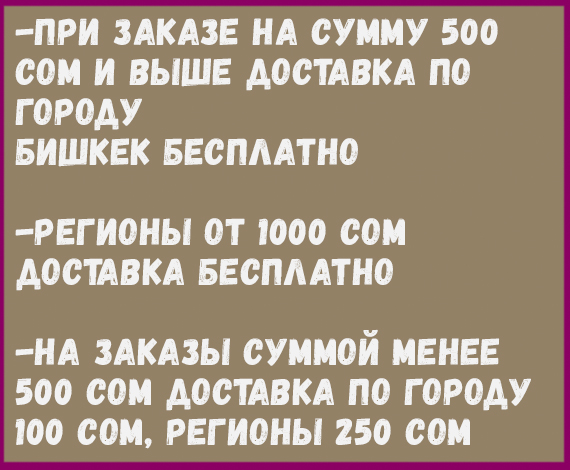 -ПРИ ЗАКАЗЕ НА СУММУ 500
СОМ И ВЫШЕ ДОСТАВКА ПО
ГОРОДУ
БИШКЕК БЕСПЛАТНО
-РЕГИОНЫ ОТ 1000 СОМ
ДОСТАВКА БЕСПЛАТНО
-НА ЗАКАЗЫ СУММОЙ МЕНЕЕ
500 СОМ ДОСТАВКА ПО ГОРОДУ
100 СОМ, РЕГИОНЫ 250 СОМ